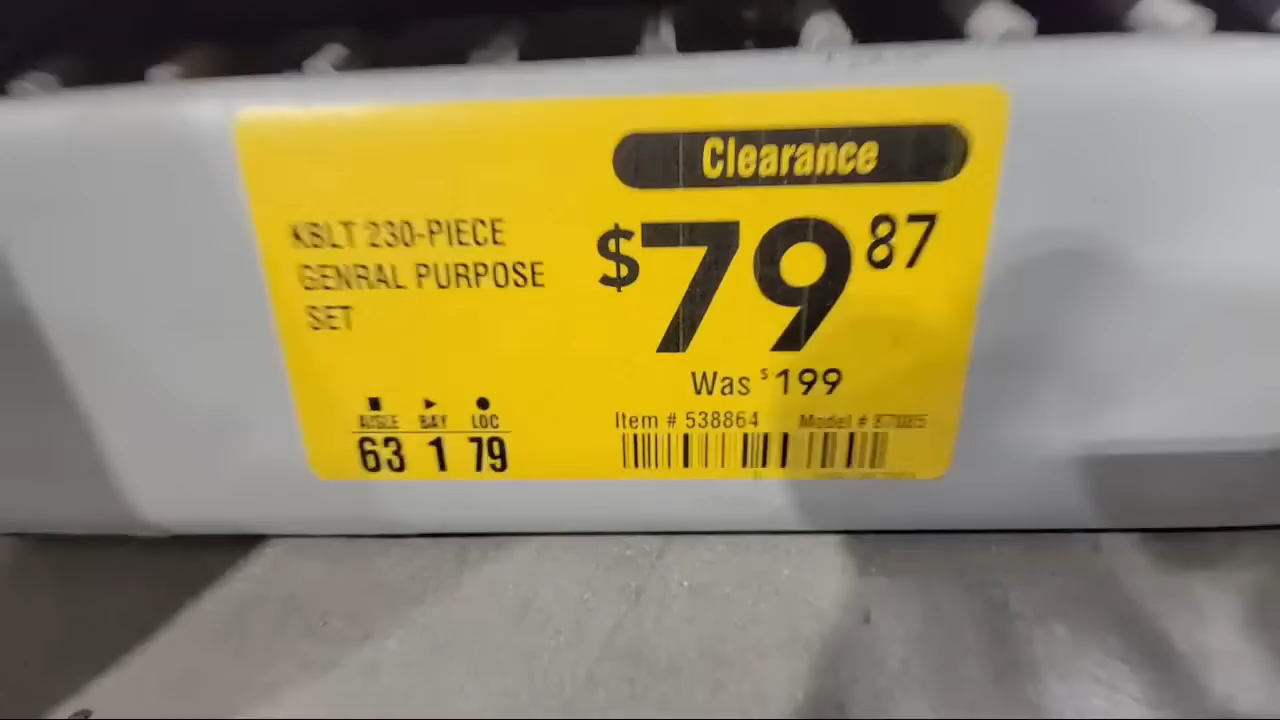 Clearance
KBLT 230-PIECE
GENRAL PURPOSE
SET
$79 87
Was $199
Item # 538864 Model #
AISLE BAY LOC
63 1 79